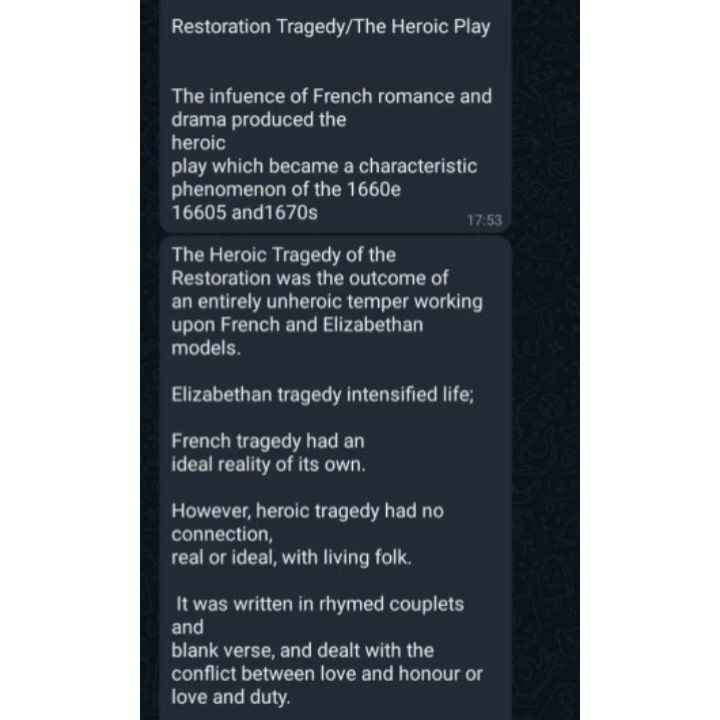 Restoration Tragedy/The Heroic Play
The infuence of French romance and
drama produced the
heroic
play which became a characteristic
phenomenon of the 1660e
16605 and1670s
17:53
The Heroic Tragedy of the
Restoration was the outcome of
an entirely unheroic temper working
upon French and Elizabethan
models.
Elizabethan tragedy intensified life;
French tragedy had an
ideal reality of its own.
However, heroic tragedy had no
connection,
real or ideal, with living folk.
It was written in rhymed couplets
and
blank verse, and dealt with the
conflict between love and honour or
love and duty.